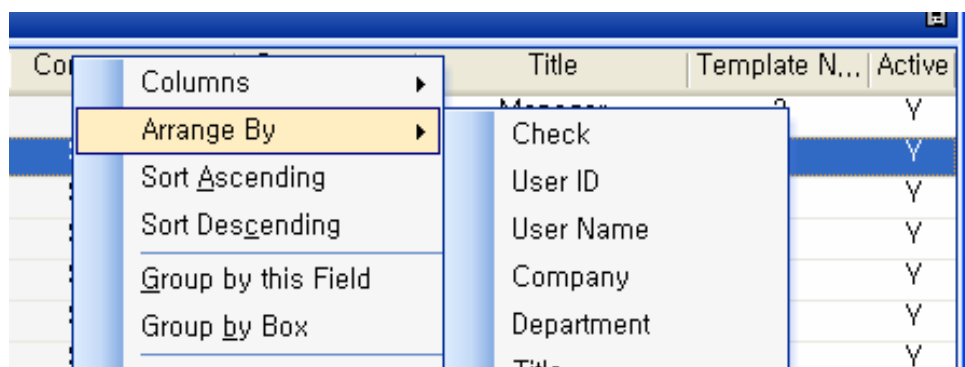 Title Template N... Active
Columns
Y
Arrange By
Check
Y
Sort Ascending
User ID
Y
Sort Descending
User Name
Y
Group by this Field
Company
Y
Group by Box
Department
Y
Title
Y